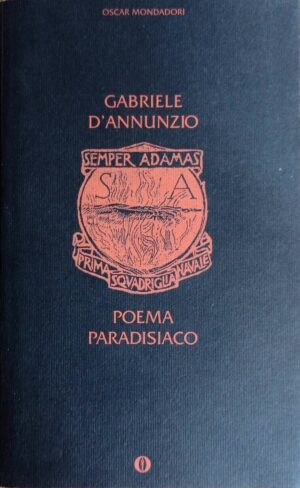 OSCAR MONDADORI
GABRIELE
D'ANNUNZIO
SEMPER ADAMAS
S A
PRIMA SQVADRIGLIA NAVALE
POEMA
PARADISIACO